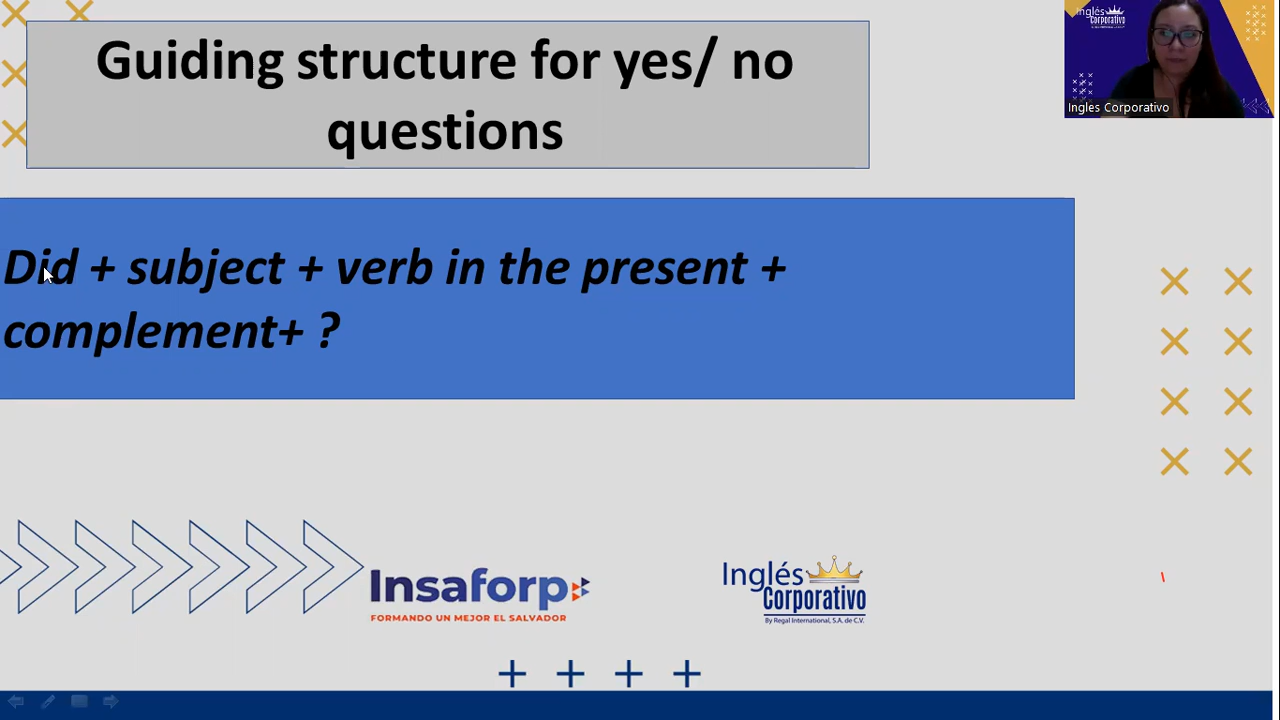 Guiding structure for yes/ no
questions
Inglés
Corporativo
Ingles Corporativo
Did + subject + verb in the present +
complement+ ?
Insaforp
FORMANDO UN MEJOR EL SALVADOR
Inglés
Corporativo
By Regal International, S.A. de C.V.